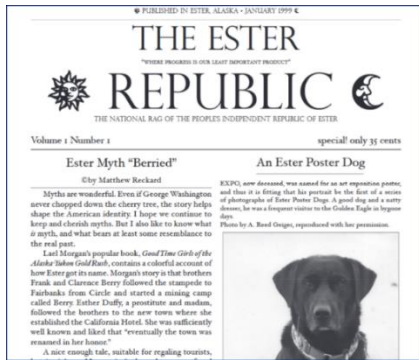 PUBLISHED IN ESTER, ALASKA • JANUARY 1999
THE ESTER
"WHERE PROGRESS IS OUR LEAST IMPORTANT PRODUCT"
REPUBLIC
THE NATIONAL RAG OF THE PEOPLE'S INDEPENDENT REPUBLIC OF ESTER
Volume 1 Number 1
special! only 35 cents
Ester Myth "Berried"
©by Matthew Reckard
Myths are wonderful. Even if George Washington
never chopped down the cherry tree, the story helps
shape the American identity. I hope we continue to
keep and cherish myths. But I also like to know what
is myth, and what bears at least some resemblance to
the real past.
Lael Morgan's popular book, Good Time Girls of the
Alaska Yukon Gold Rush, contains a colorful account of
how Ester got its name. Morgan's story is that brothers
Frank and Clarence Berry followed the stampede to
Fairbanks from Circle and started a mining camp
called Berry. Esther Duffy, a prostitute and madam,
followed the brothers to the new town where she
established the California Hotel. She was sufficiently
well known and liked that "eventually the town was
renamed in her honor."
A nice enough tale, suitable for regaling tourists,
An Ester Poster Dog
EXPO, now deceased, was named for an art exposition poster,
and thus it is fitting that his portrait be the first of a series
of photographs of Ester Poster Dogs. A good dog and a natty
dresser, he was a frequent visitor to the Golden Eagle in bygone
days.
Photo by A. Reed Geiger, reproduced with her permission.